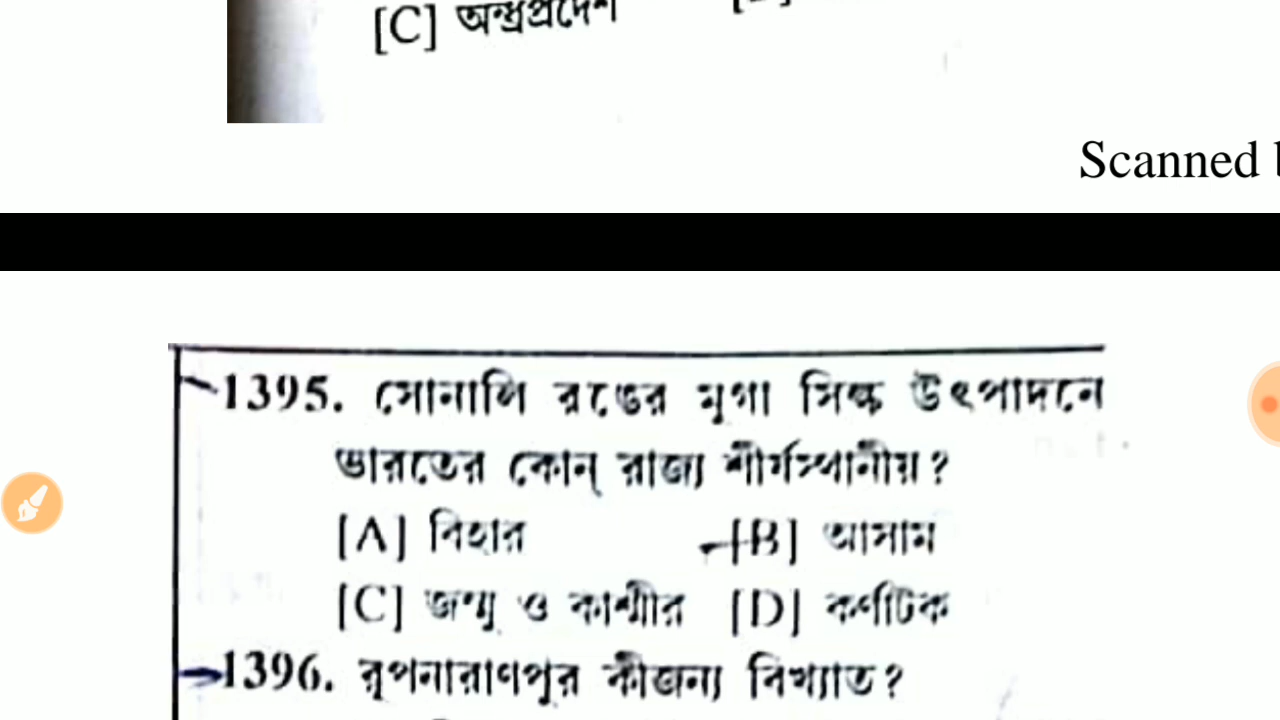 [C] অন্ধ্রপ্রদেশ
Scanned
1395. সোনালি রঙের মুগা সিল্ক উৎপাদনে
ভারতের কোন্ রাজ্য শীর্ষস্থানীয়?
[A] বিহার [B] আসাম
[C] জম্মু ও কাশ্মীর [D] কর্ণাটক
1396. রূপনারায়ণপুর কীজন্য বিখ্যাত?